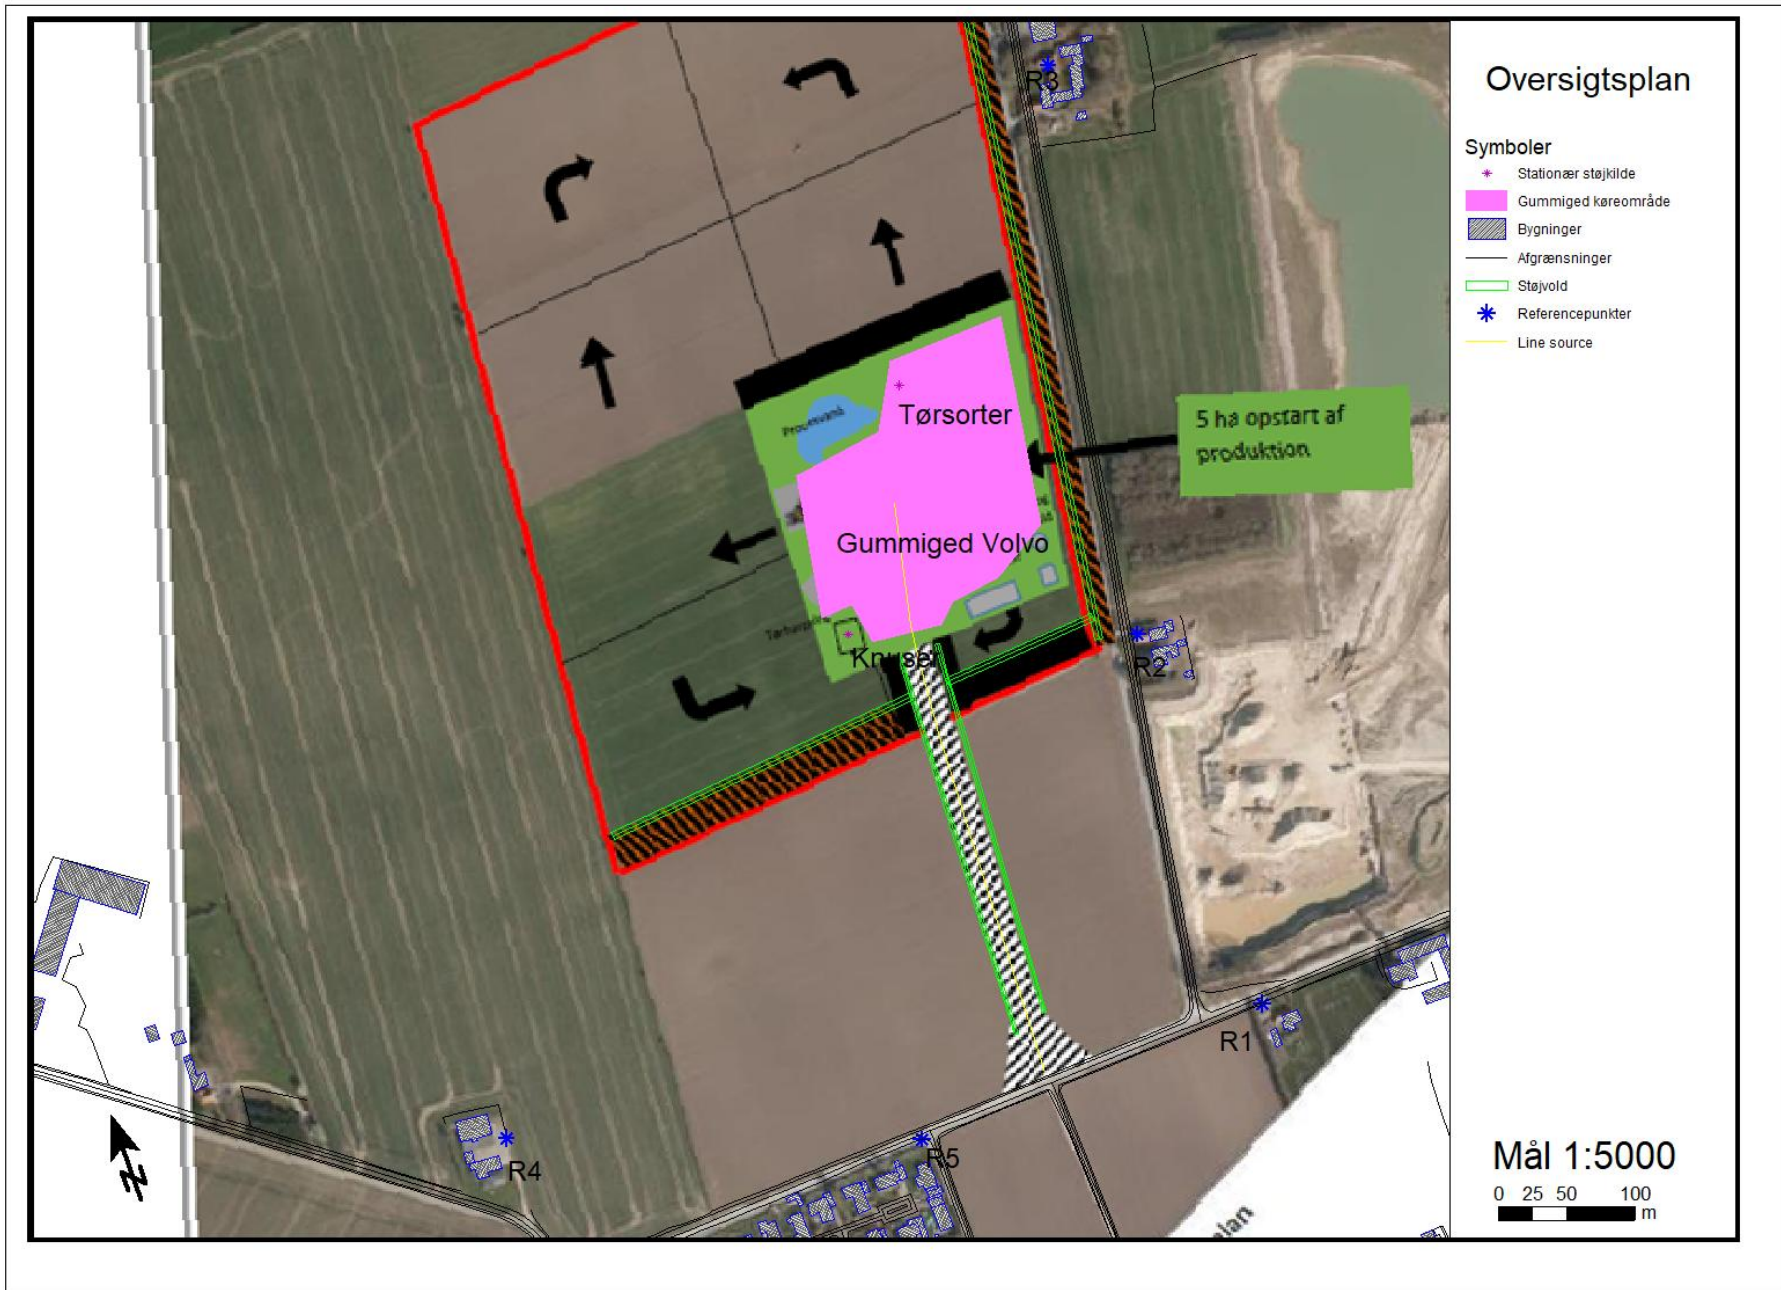 Oversigtsplan
Symboler
Stationær støjkilde
Gummiged køreområde
Bygninger
Afgrænsninger
Støjvold
Referencepunkter
Line source
R3
5 ha opstart af
produktion
Tørsorter
Gummiged Volvo
Knuser
R2
R1
R4
R5
N
Mål 1:5000
0 25 50 100
m